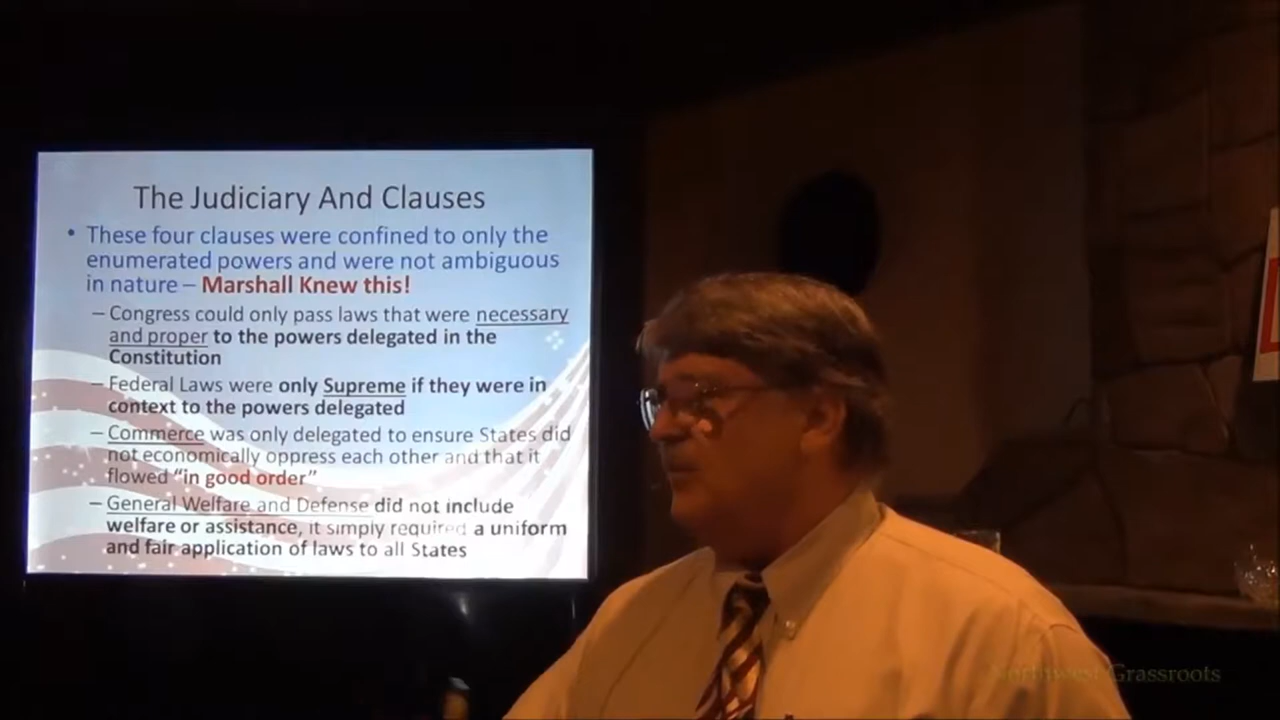 The Judiciary And Clauses
• These four clauses were confined to only the
enumerated powers and were not ambiguous
in nature – Marshall Knew this!
– Congress could only pass laws that were necessary
and proper to the powers delegated in the
Constitution
– Federal Laws were only Supreme if they were in
context to the powers delegated
– Commerce was only delegated to ensure States did
not economically oppress each other and that it
flowed “in good order”
– General Welfare and Defense did not include
welfare or assistance, it simply required a uniform
and fair application of laws to all States
Northwest Grassroots